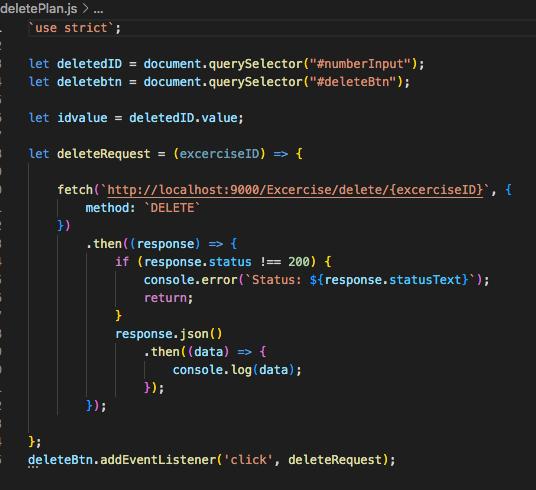 deletePlan.js > ...
`use strict`;
let deletedID = document.querySelector("#numberInput");
let deletebtn = document.querySelector("#deleteBtn");
let idvalue = deletedID.value;
let deleteRequest = (excerciseID) => {
fetch(`http://localhost:9000/Excercise/delete/{excerciseID}`, {
method: `DELETE`
})
.then((response) => {
if (response.status !== 200) {
console.error(`Status: ${response.statusText}`);
return;
}
response.json()
.then((data) => {
console.log(data);
});
});
};
deleteBtn.addEventListener('click', deleteRequest);